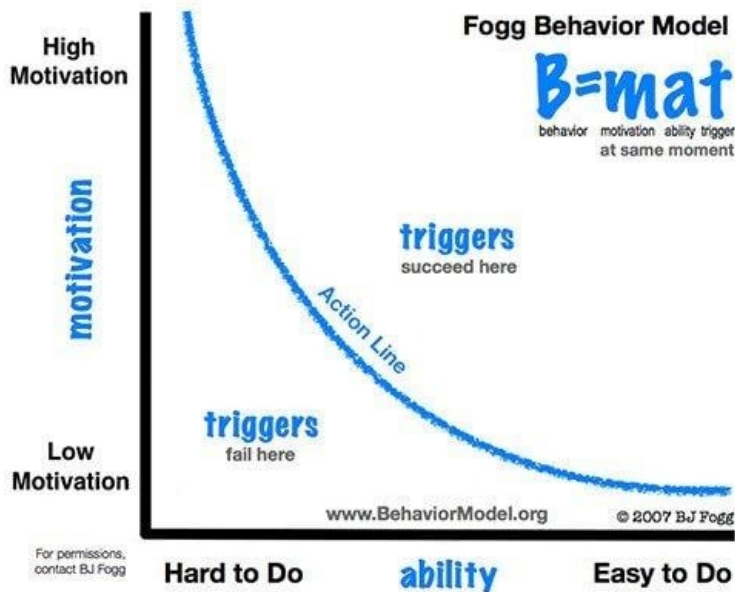 Fogg Behavior Model
B=mat
behavior motivation ability trigger
at same moment
High
Motivation
motivation
triggers
succeed here
Action Line
triggers
fail here
Low
Motivation
www.BehaviorModel.org
© 2007 BJ Fogg
For permissions,
contact BJ Fogg
Hard to Do
ability
Easy to Do